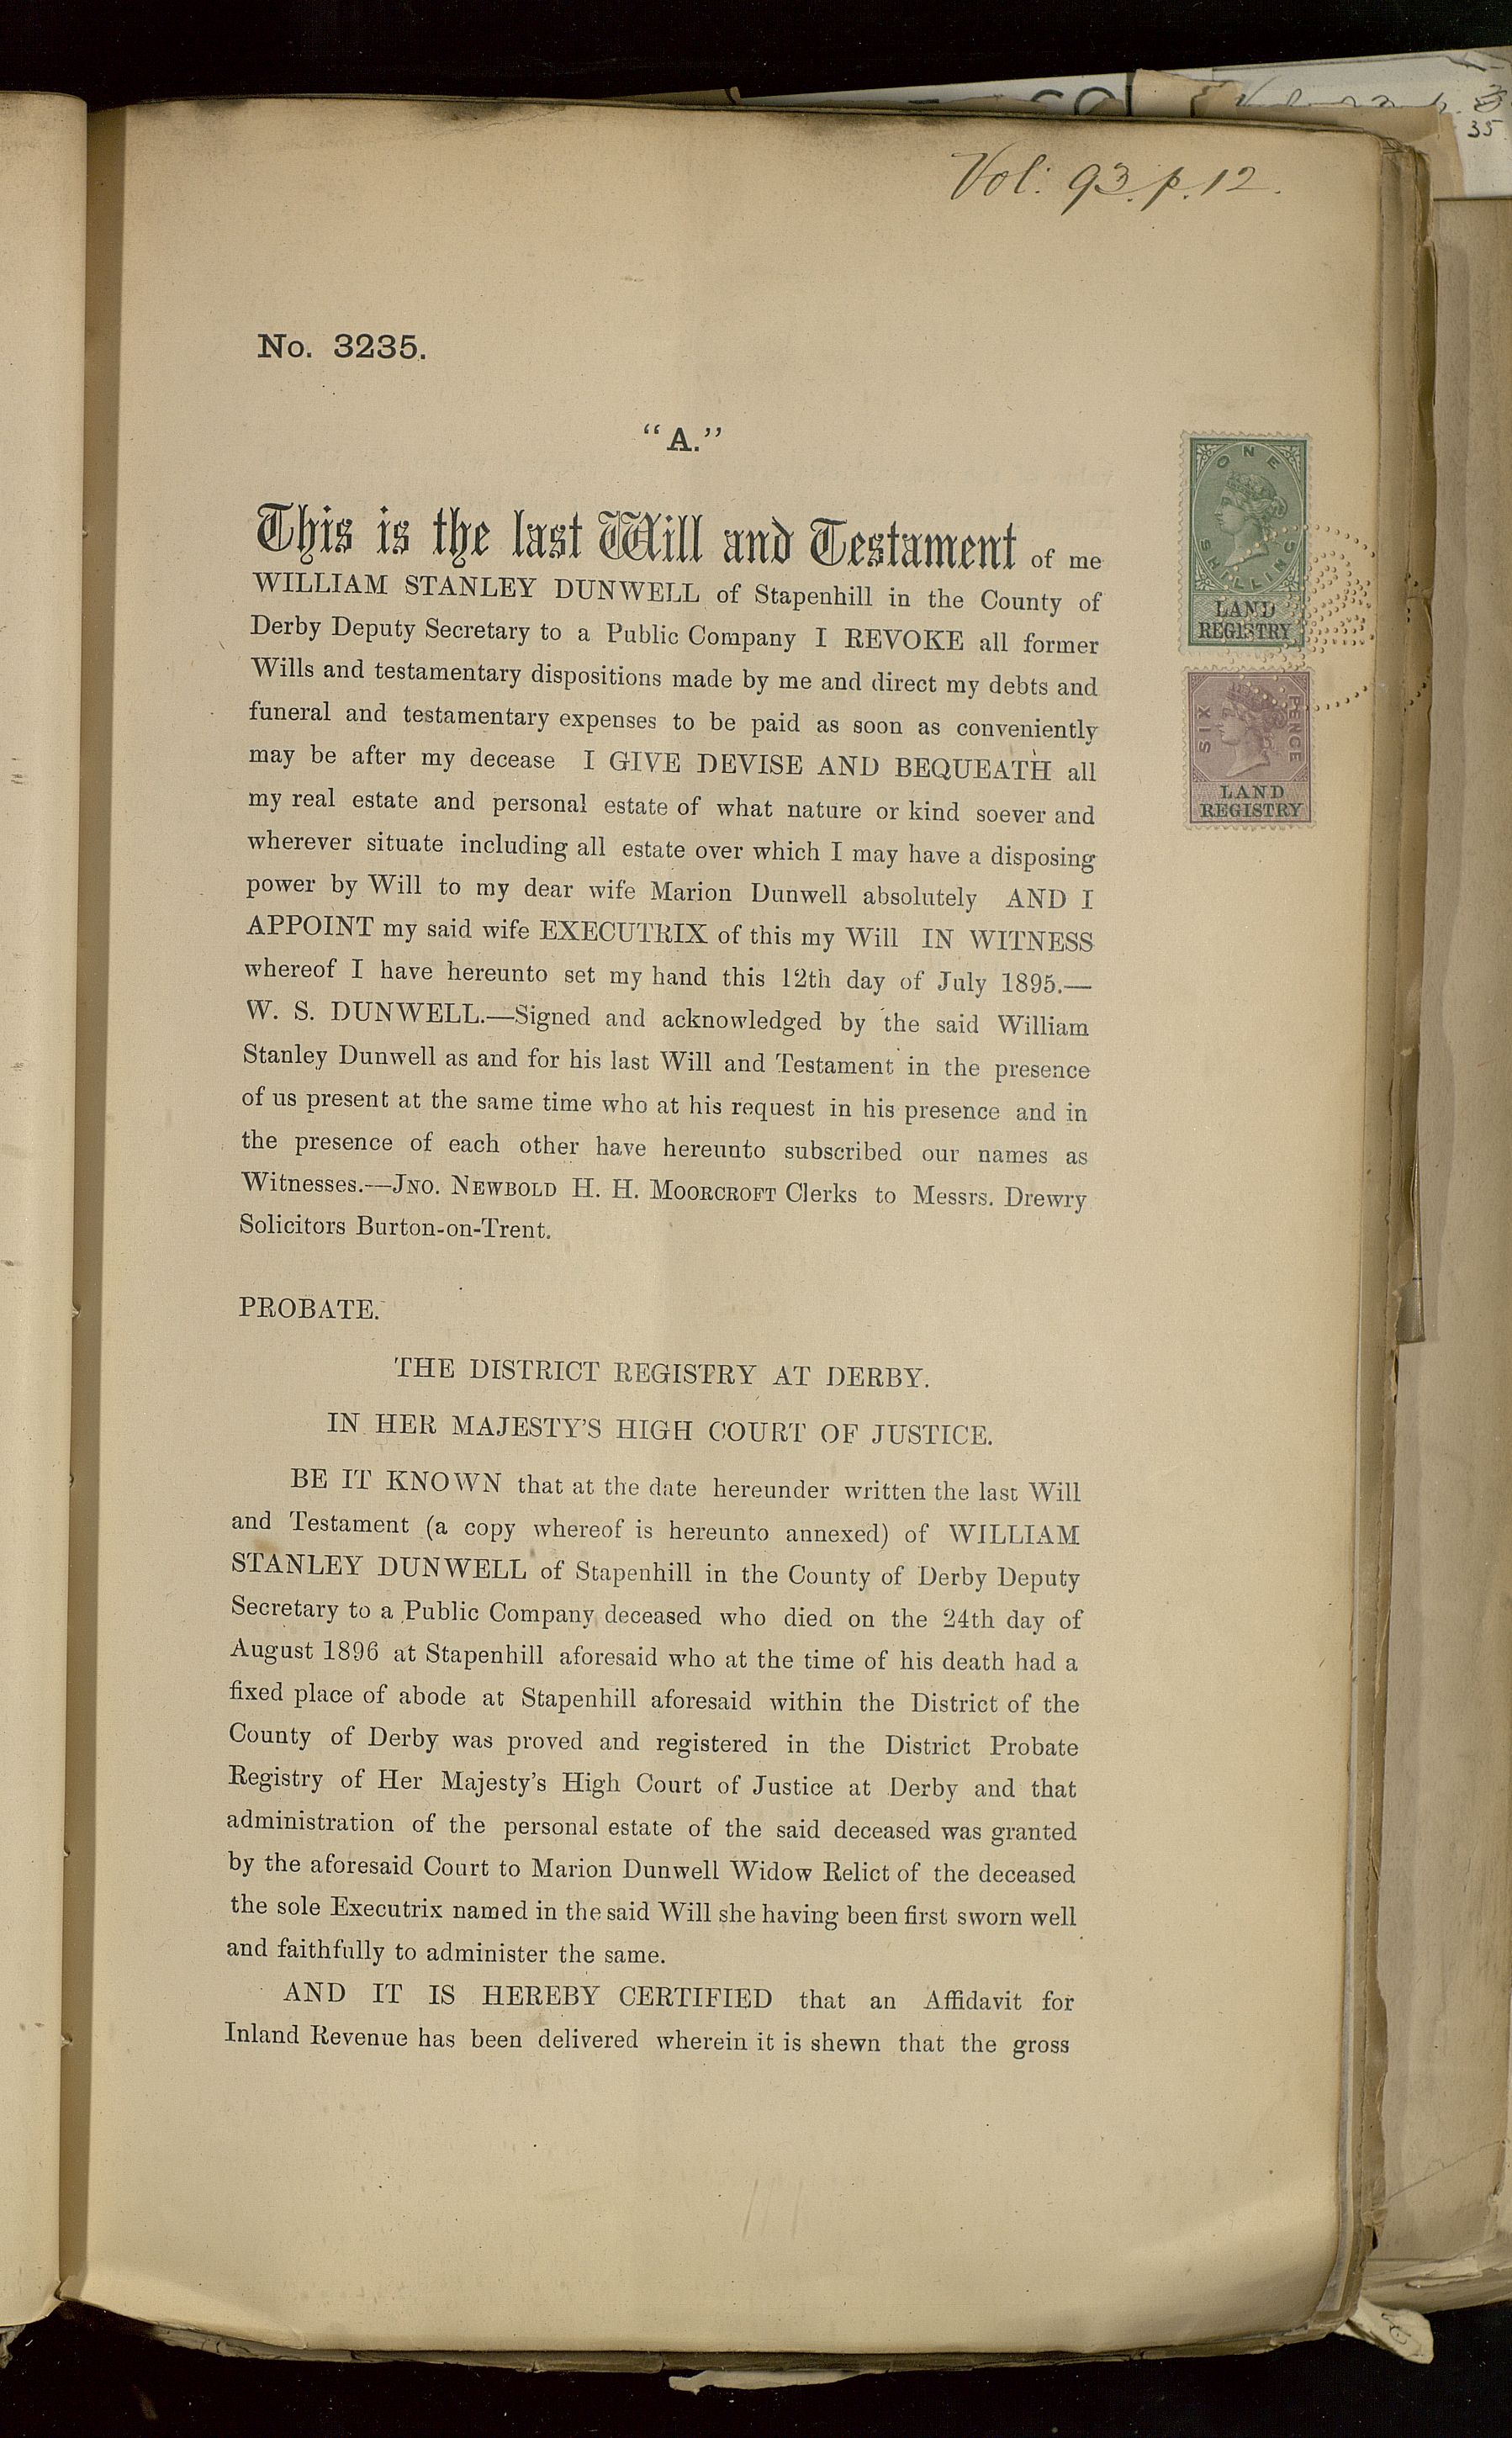 35
Vol: 93. p. 12.
No. 3235.
"A."
This is the last Will and Testament of me
WILLIAM STANLEY DUNWELL of Stapenhill in the County of
Derby Deputy Secretary to a Public Company I REVOKE all former
Wills and testamentary dispositions made by me and direct my debts and
funeral and testamentary expenses to be paid as soon as conveniently
may be after my decease I GIVE DEVISE AND BEQUEATH all
my real estate and personal estate of what nature or kind soever and
wherever situate including all estate over which I may have a disposing
power by Will to my dear wife Marion Dunwell absolutely AND I
APPOINT my said wife EXECUTRIX of this my Will IN WITNESS
whereof I have hereunto set my hand this 12th day of July 1895.—
W. S. DUNWELL.—Signed and acknowledged by the said William
Stanley Dunwell as and for his last Will and Testament in the presence
of us present at the same time who at his request in his presence and in
the presence of each other have hereunto subscribed our names as
Witnesses.—JNO. NEWBOLD H. H. MOORCROFT Clerks to Messrs. Drewry
Solicitors Burton-on-Trent.
ONE
SHILLING
LAND
REGISTRY
SIX
PENCE
LAND
REGISTRY
PROBATE.
THE DISTRICT REGISTRY AT DERBY.
IN HER MAJESTY'S HIGH COURT OF JUSTICE.
BE IT KNOWN that at the date hereunder written the last Will
and Testament (a copy whereof is hereunto annexed) of WILLIAM
STANLEY DUNWELL of Stapenhill in the County of Derby Deputy
Secretary to a Public Company deceased who died on the 24th day of
August 1896 at Stapenhill aforesaid who at the time of his death had a
fixed place of abode at Stapenhill aforesaid within the District of the
County of Derby was proved and registered in the District Probate
Registry of Her Majesty's High Court of Justice at Derby and that
administration of the personal estate of the said deceased was granted
by the aforesaid Court to Marion Dunwell Widow Relict of the deceased
the sole Executrix named in the said Will she having been first sworn well
and faithfully to administer the same.
AND IT IS HEREBY CERTIFIED that an Affidavit for
Inland Revenue has been delivered wherein it is shewn that the gross